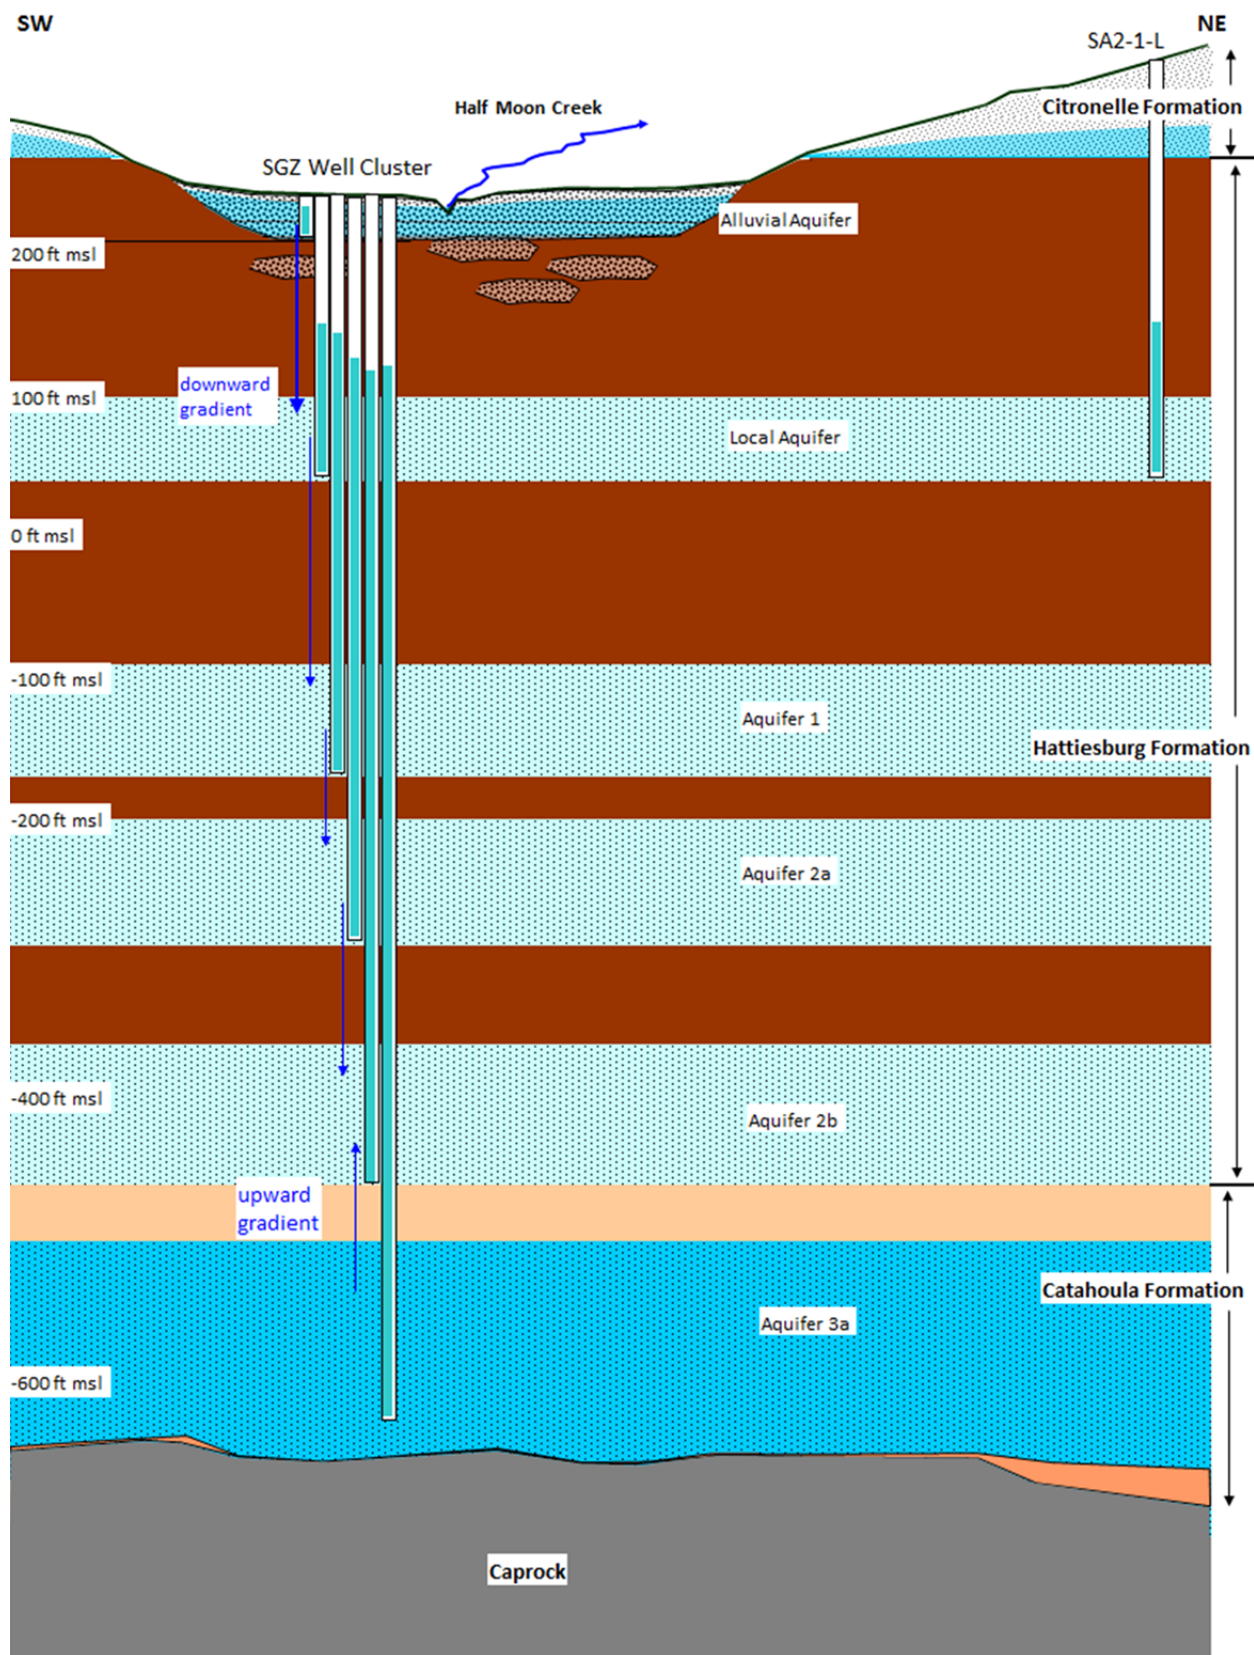 SW
NE
SA2-1-L
Half Moon Creek
Citronelle Formation
SGZ Well Cluster
Alluvial Aquifer
200 ft msl
downward
gradient
100 ft msl
Local Aquifer
0 ft msl
-100 ft msl
Aquifer 1
Hattiesburg Formation
-200 ft msl
Aquifer 2a
-400 ft msl
Aquifer 2b
upward
gradient
Catahoula Formation
Aquifer 3a
-600 ft msl
Caprock